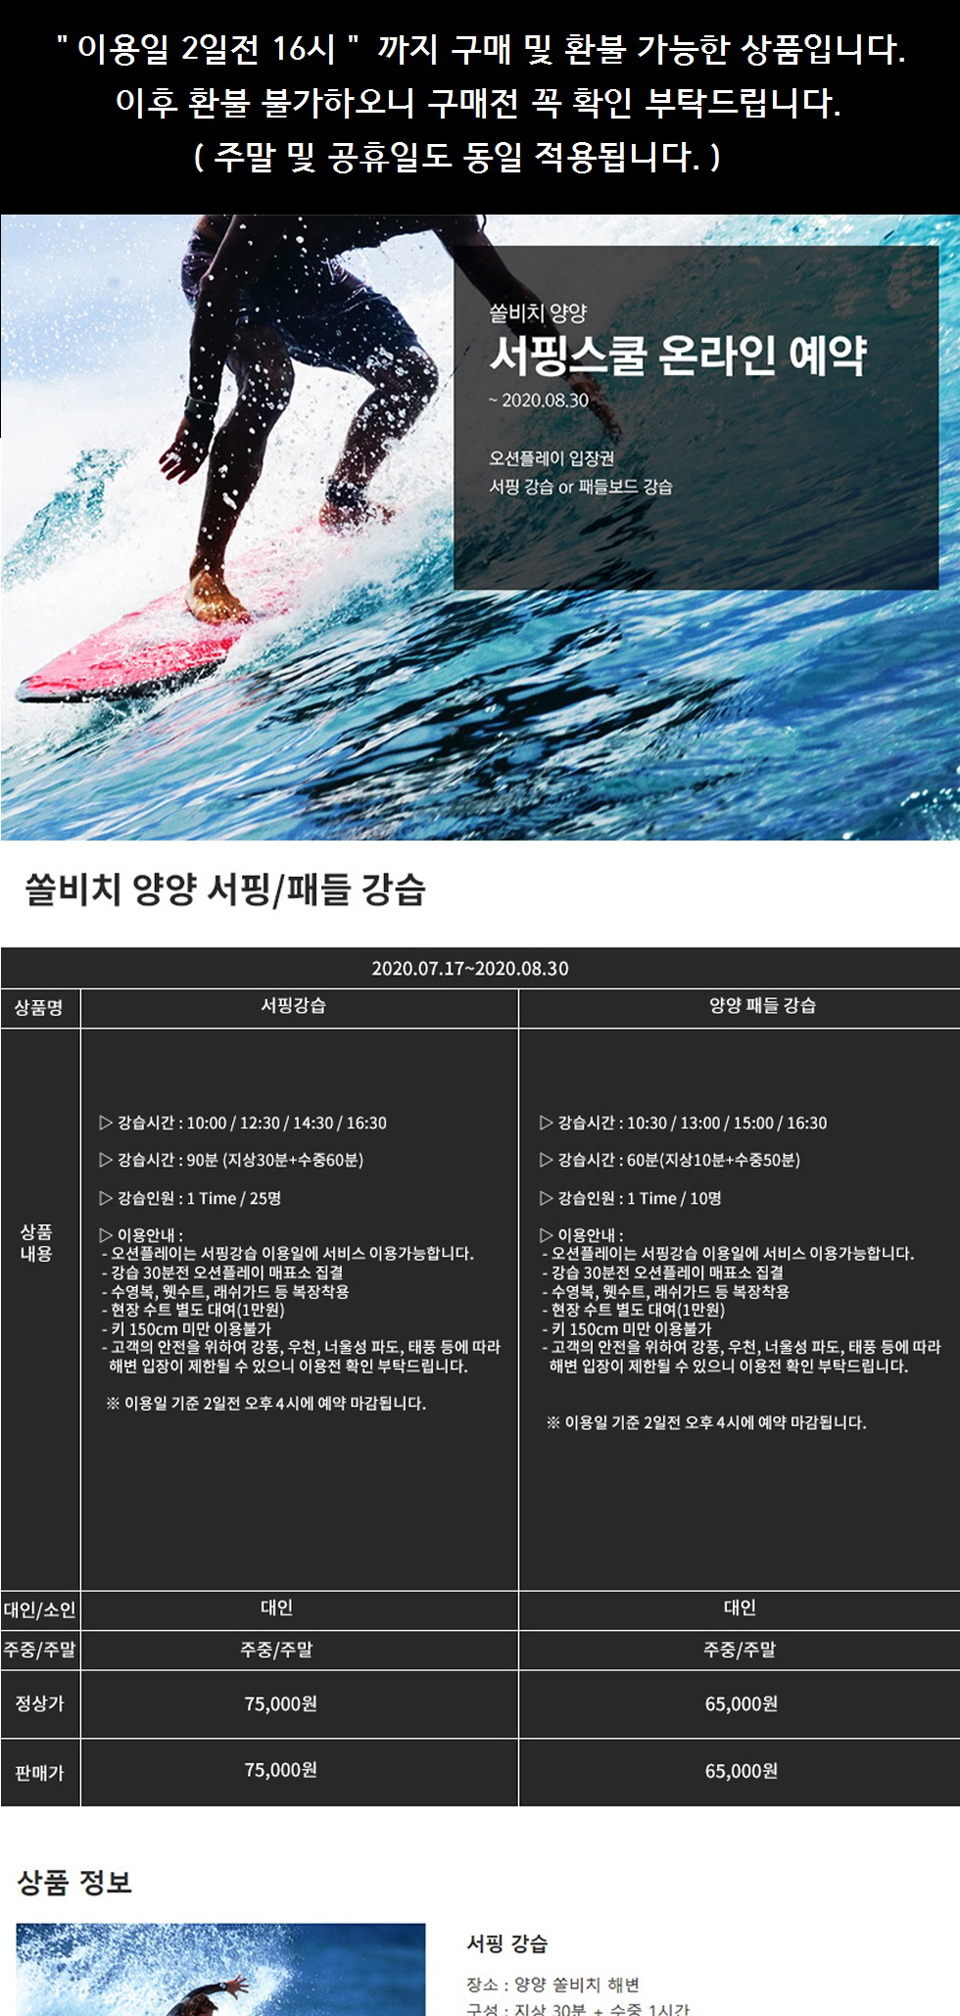 " 이용일 2일전 16시 " 까지 구매 및 환불 가능한 상품입니다.
이후 환불 불가하오니 구매전 꼭 확인 부탁드립니다.
( 주말 및 공휴일도 동일 적용됩니다. )
쏠비치 양양
서핑스쿨 온라인 예약
~ 2020.08.30
오션플레이 입장권
서핑 강습 or 패들보드 강습
쏠비치 양양 서핑/패들 강습
2020.07.17~2020.08.30
상품명
서핑강습
양양 패들 강습
상품
내용
▷ 강습시간 : 10:00 / 12:30 / 14:30 / 16:30
▷ 강습시간 : 90분 (지상30분+수중60분)
▷ 강습인원 : 1 Time / 25명
▷ 이용안내 :
- 오션플레이는 서핑강습 이용일에 서비스 이용가능합니다.
- 강습 30분전 오션플레이 매표소 집결
- 수영복, 웻수트, 래쉬가드 등 복장착용
- 현장 수트 별도 대여(1만원)
- 키 150cm 미만 이용불가
- 고객의 안전을 위하여 강풍, 우천, 너울성 파도, 태풍 등에 따라
해변 입장이 제한될 수 있으니 이용전 확인 부탁드립니다.
※ 이용일 기준 2일전 오후 4시에 예약 마감됩니다.
▷ 강습시간 : 10:30 / 13:00 / 15:00 / 16:30
▷ 강습시간 : 60분(지상10분+수중50분)
▷ 강습인원 : 1 Time / 10명
▷ 이용안내 :
- 오션플레이는 서핑강습 이용일에 서비스 이용가능합니다.
- 강습 30분전 오션플레이 매표소 집결
- 수영복, 웻수트, 래쉬가드 등 복장착용
- 현장 수트 별도 대여(1만원)
- 키 150cm 미만 이용불가
- 고객의 안전을 위하여 강풍, 우천, 너울성 파도, 태풍 등에 따라
해변 입장이 제한될 수 있으니 이용전 확인 부탁드립니다.
※ 이용일 기준 2일전 오후 4시에 예약 마감됩니다.
대인/소인
대인
대인
주중/주말
주중/주말
주중/주말
정상가
75,000원
65,000원
판매가
75,000원
65,000원
상품 정보
서핑 강습
장소 : 양양 쏠비치 해변
구성 : 지상 30분 + 수중 1시간